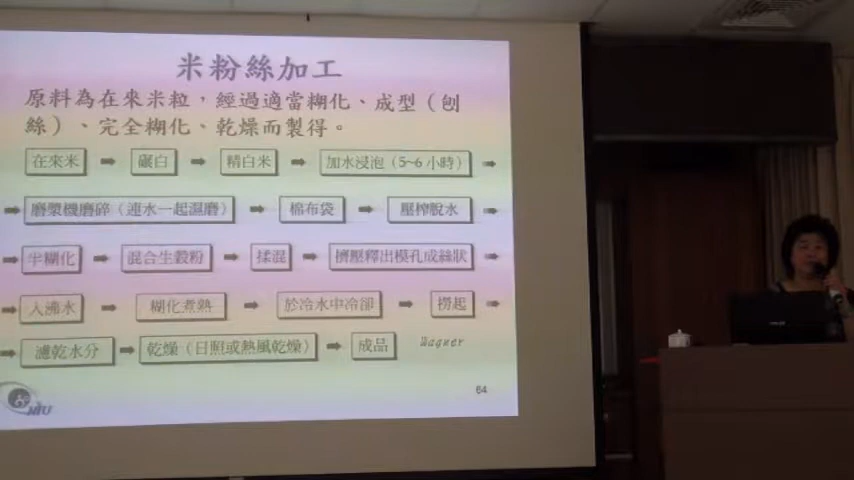 米粉絲加工
原料為在來米粒，經過適當糊化、成型（刨
絲）、完全糊化、乾燥而製得。
在來米 ➡ 碾白 ➡ 精白米 ➡ 加水浸泡（5~6 小時） ➡
➡ 磨漿機磨碎（連水一起濕磨） ➡ 棉布袋 ➡ 壓榨脫水 ➡
➡ 半糊化 ➡ 混合生穀粉 ➡ 揉混 ➡ 擠壓釋出模孔成絲狀 ➡
➡ 入沸水 ➡ 糊化煮熟 ➡ 於冷水中冷卻 ➡ 撈起 ➡
➡ 濾乾水分 ➡ 乾燥（日照或熱風乾燥） ➡ 成品 Wagner
64
NIU